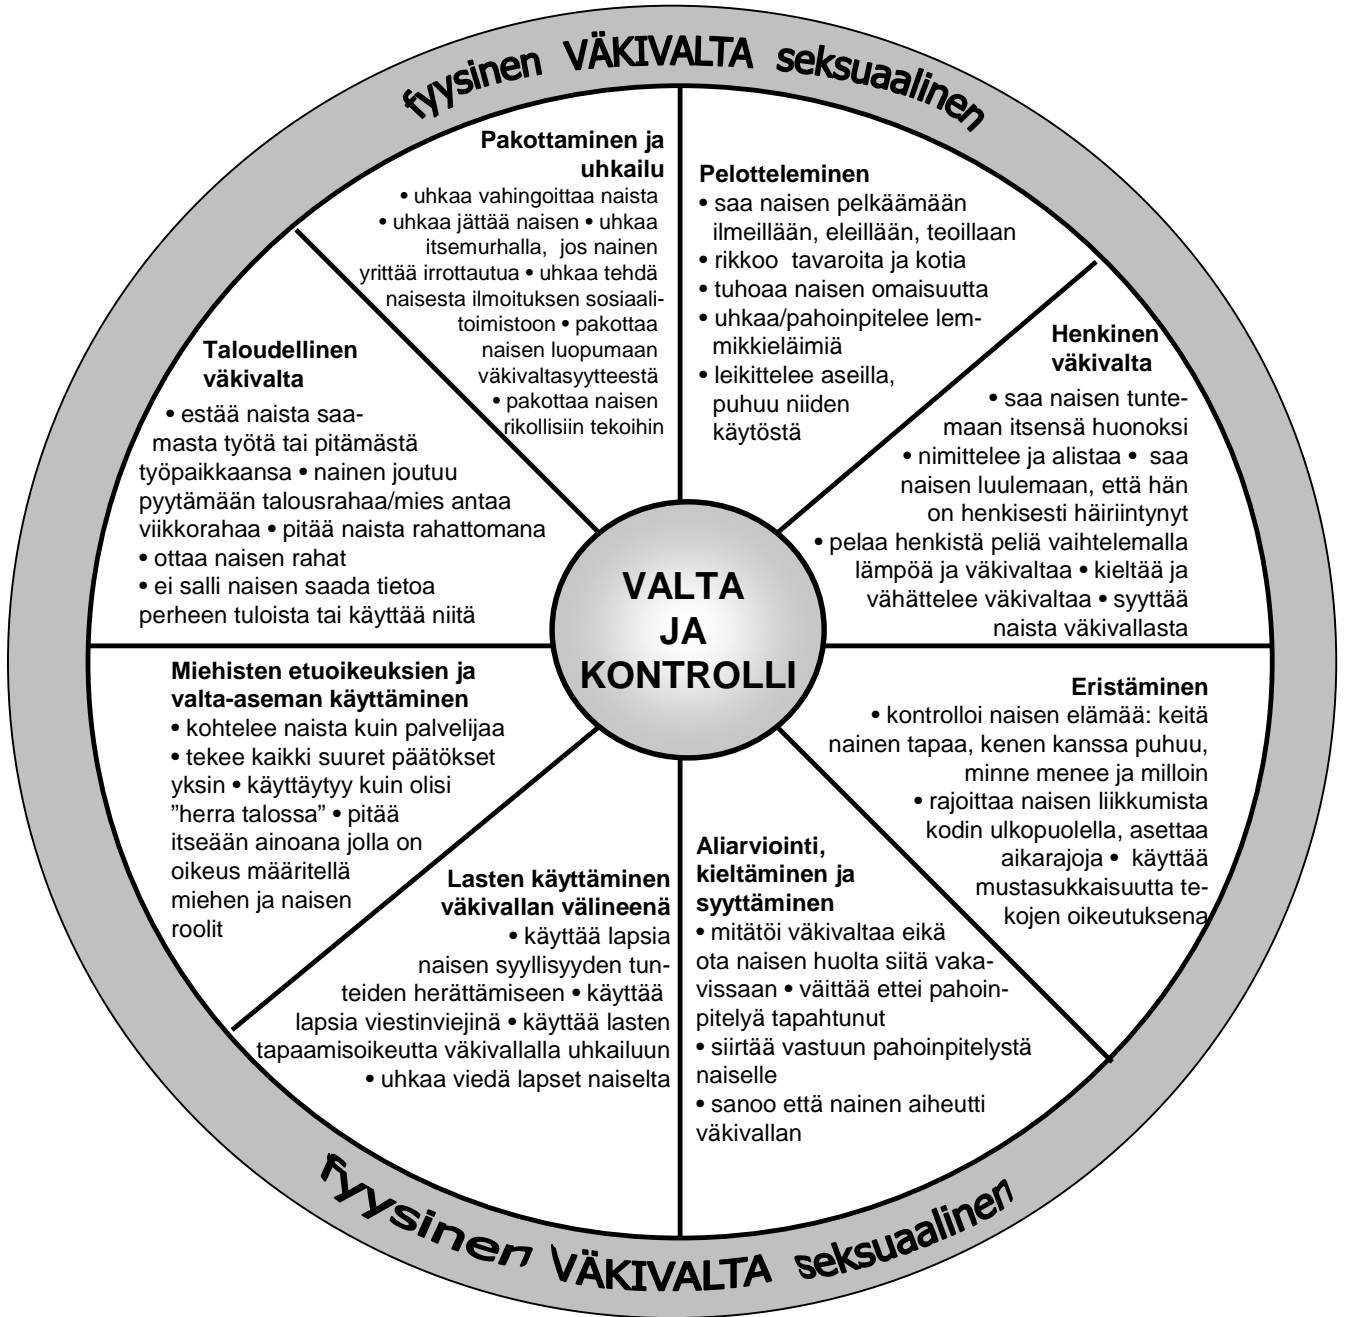 fyysinen VÄKIVALTA seksuaalinen
Pakottaminen ja
uhkailu
• uhkaa vahingoittaa naista
• uhkaa jättää naisen • uhkaa
itsemurhalla, jos nainen
yrittää irrottautua • uhkaa tehdä
naisesta ilmoituksen sosiaali-
toimistoon • pakottaa
naisen luopumaan
väkivaltasyytteestä
• pakottaa naisen
rikollisiin tekoihin
Pelotteleminen
• saa naisen pelkäämään
ilmeillään, eleillään, teoillaan
• rikkoo tavaroita ja kotia
• tuhoaa naisen omaisuutta
• uhkaa/pahoinpitelee lem-
mikkieläimiä
• leikittelee aseilla,
puhuu niiden
käytöstä
Henkinen
väkivalta
• saa naisen tunte-
maan itsensä huonoksi
• nimittelee ja alistaa • saa
naisen luulemaan, että hän
on henkisesti häiriintynyt
• pelaa henkistä peliä vaihtelemalla
lämpöä ja väkivaltaa • kieltää ja
vähättelee väkivaltaa • syyttää
naista väkivallasta
Eristäminen
• kontrolloi naisen elämää: keitä
nainen tapaa, kenen kanssa puhuu,
minne menee ja milloin
• rajoittaa naisen liikkumista
kodin ulkopuolella, asettaa
aikarajoja • käyttää
mustasukkaisuutta te-
kojen oikeutuksena
Aliarviointi,
kieltäminen ja
syyttäminen
• mitätöi väkivaltaa eikä
ota naisen huolta siitä vaka-
vissaan • väittää ettei pahoin-
pitelyä tapahtunut
• siirtää vastuun pahoinpitelystä
naiselle
• sanoo että nainen aiheutti
väkivallan
Lasten käyttäminen
väkivallan välineenä
• käyttää lapsia
naisen syyllisyyden tun-
teiden herättämiseen • käyttää
lapsia viestinviejinä • käyttää lasten
tapaamisoikeutta väkivallalla uhkailuun
• uhkaa viedä lapset naiselta
Miehisten etuoikeuksien ja
valta-aseman käyttäminen
• kohtelee naista kuin palvelijaa
• tekee kaikki suuret päätökset
yksin • käyttäytyy kuin olisi
”herra talossa” • pitää
itseään ainoana jolla on
oikeus määritellä
miehen ja naisen
roolit
Taloudellinen
väkivalta
• estää naista saa-
masta työtä tai pitämästä
työpaikkaansa • nainen joutuu
pyytämään talousrahaa/mies antaa
viikkorahaa • pitää naista rahattomana
• ottaa naisen rahat
• ei salli naisen saada tietoa
perheen tuloista tai käyttää niitä
VALTA
JA
KONTROLLI
fyysinen VÄKIVALTA seksuaalinen